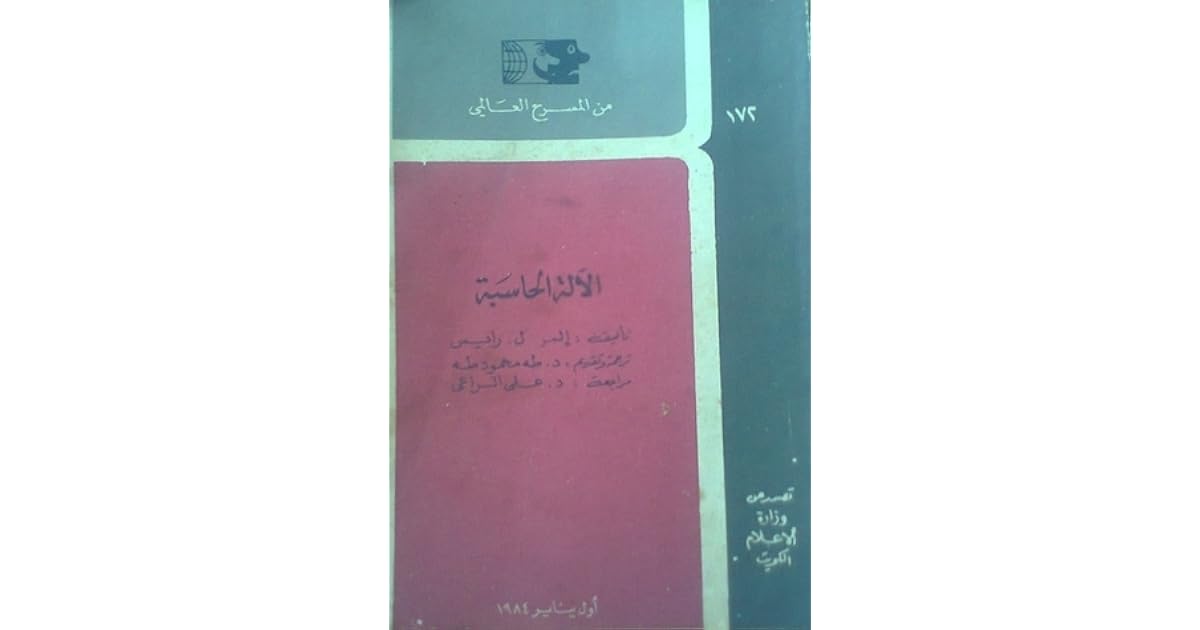 من المسرح العالمي
١٧٢
الآلة الحاسبة
تأليف : إلمر ل. رايس
ترجمة وتقديم : د. طه محمود طه
مراجعة : د. علي الراعي
تصدر من
وزارة
الإعلام
الكويت
أول يناير ١٩٨٤